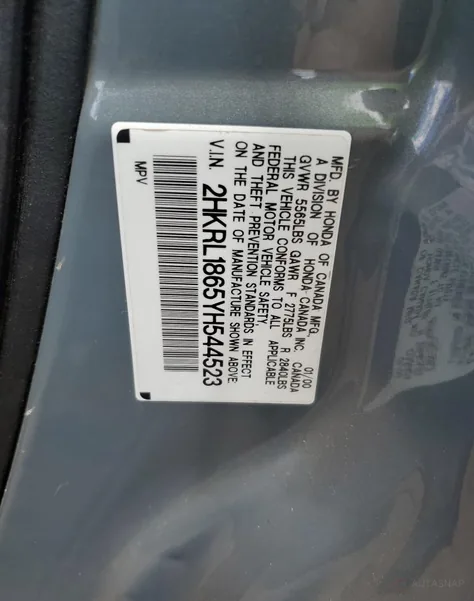 MFD. BY HONDA OF CANADA MFG.
A DIVISION OF HONDA CANADA INC. CANADA 01/00
GVWR 5565LBS GAWR F 2775LBS R 2840LBS
THIS VEHICLE CONFORMS TO ALL APPLICABLE
FEDERAL MOTOR VEHICLE SAFETY
AND THEFT PREVENTION STANDARDS IN EFFECT
ON THE DATE OF MANUFACTURE SHOWN ABOVE.
V.I.N. 2HKRL1865YH544523
MPV